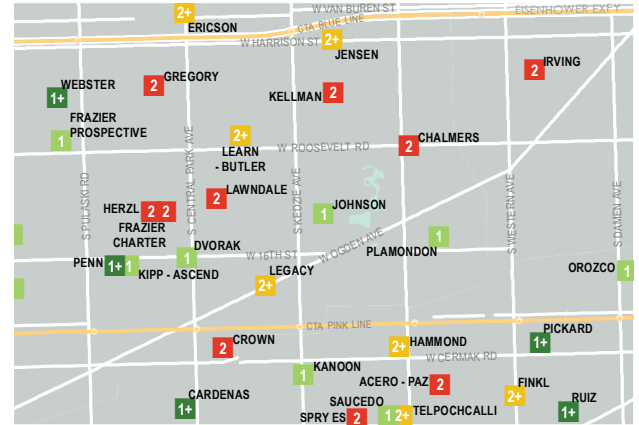 W VAN BUREN ST
EISENHOWER EXPY
2+
ERICSON
CTA BLUE LINE
W HARRISON ST
2+
JENSEN
2
IRVING
WEBSTER
1+
2
GREGORY
KELLMAN
2
FRAZIER
PROSPECTIVE
1
2+
LEARN
- BUTLER
W ROOSEVELT RD
2
CHALMERS
S PULASKI RD
S CENTRAL PARK AVE
S KEDZIE AVE
S WESTERN AVE
S DAMEN AVE
2
LAWNDALE
HERZL
2
2
FRAZIER
CHARTER
1
JOHNSON
W OGDEN AVE
1
PLAMONDON
DVORAK
1
W 16TH ST
PENN
1+
1
KIPP - ASCEND
LEGACY
2+
OROZCO
1
CTA PINK LINE
CROWN
2
2+
HAMMOND
W CERMAK RD
PICKARD
1+
KANOON
1
ACERO - PAZ
2
CARDENAS
1+
SAUCEDO
SPRY ES
2
1
2+
TELPOCHCALLI
FINKL
2+
RUIZ
1+